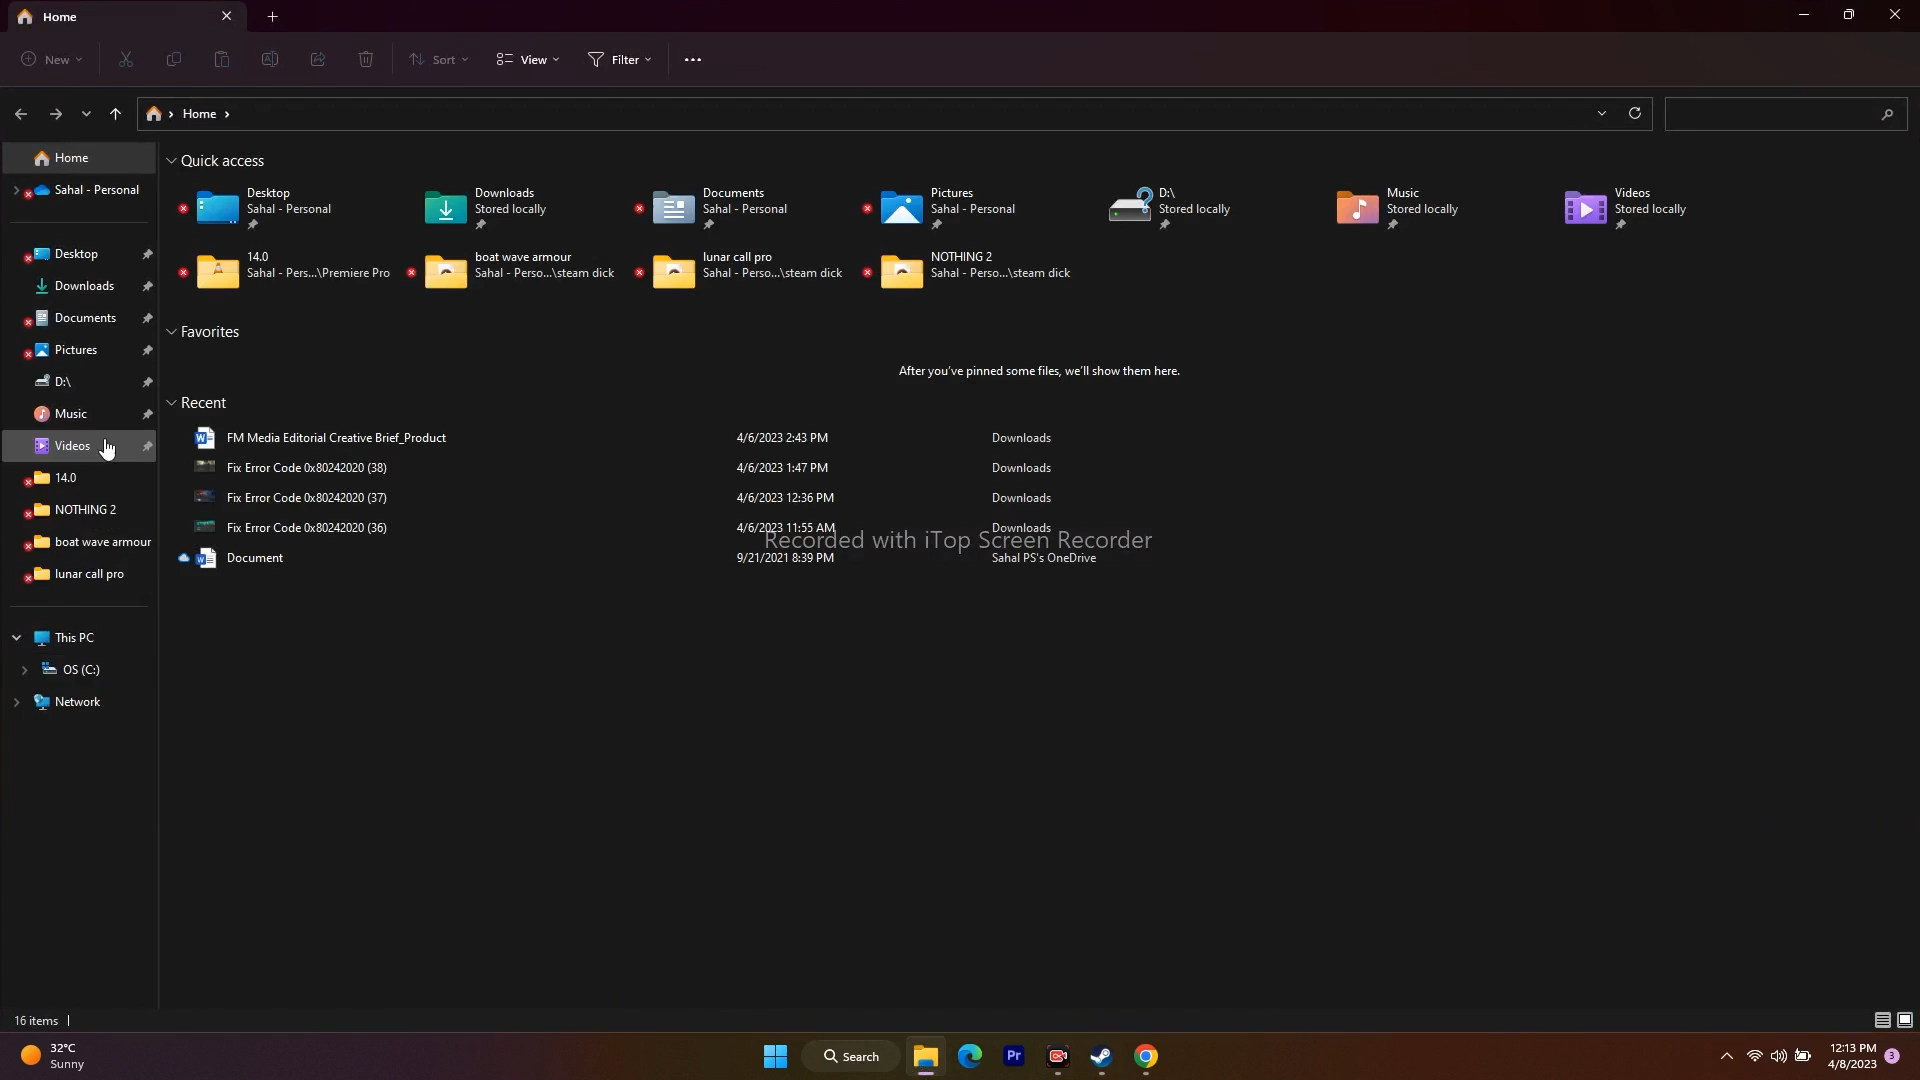 Home
New
Sort
View
Filter
Home
Home
Sahal - Personal
Desktop
Downloads
Documents
Pictures
D:\
Music
Videos
14.0
NOTHING 2
boat wave armour
lunar call pro
This PC
OS (C:)
Network
Quick access
Desktop
Sahal - Personal
Downloads
Stored locally
Documents
Sahal - Personal
Pictures
Sahal - Personal
D:\
Stored locally
Music
Stored locally
Videos
Stored locally
14.0
Sahal - Pers...\Premiere Pro
boat wave armour
Sahal - Perso...\steam dick
lunar call pro
Sahal - Perso...\steam dick
NOTHING 2
Sahal - Perso...\steam dick
Favorites
After you've pinned some files, we'll show them here.
Recent
FM Media Editorial Creative Brief_Product 4/6/2023 2:43 PM Downloads
Fix Error Code 0x80242020 (38) 4/6/2023 1:47 PM Downloads
Fix Error Code 0x80242020 (37) 4/6/2023 12:36 PM Downloads
Fix Error Code 0x80242020 (36) 4/6/2023 11:55 AM Downloads
Recorded with iTop Screen Recorder
Document 9/21/2021 8:39 PM Sahal PS's OneDrive
16 items
32°C
Sunny
Search
Pr
12:13 PM
4/8/2023
3